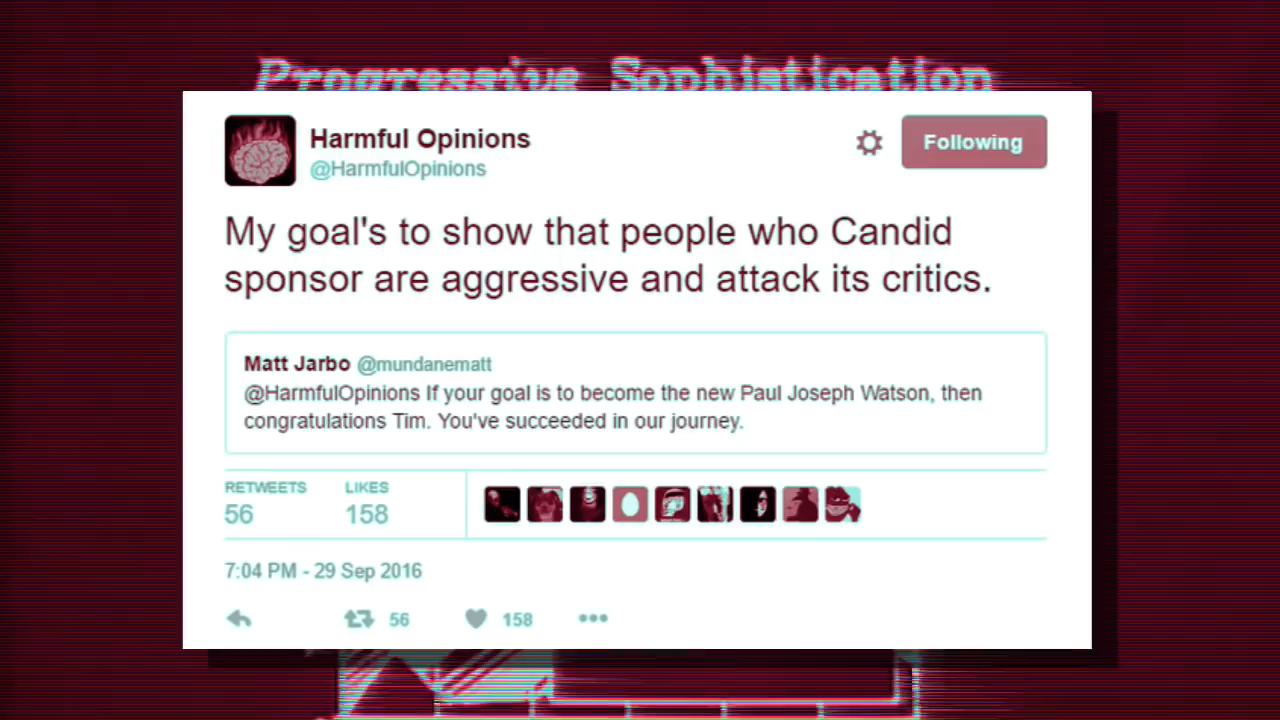 Progressive Sophistication
Harmful Opinions
@HarmfulOpinions
Following
My goal's to show that people who Candid
sponsor are aggressive and attack its critics.
Matt Jarbo @mundanematt
@HarmfulOpinions If your goal is to become the new Paul Joseph Watson, then
congratulations Tim. You've succeeded in our journey.
RETWEETS LIKES
56 158
7:04 PM - 29 Sep 2016
56 158